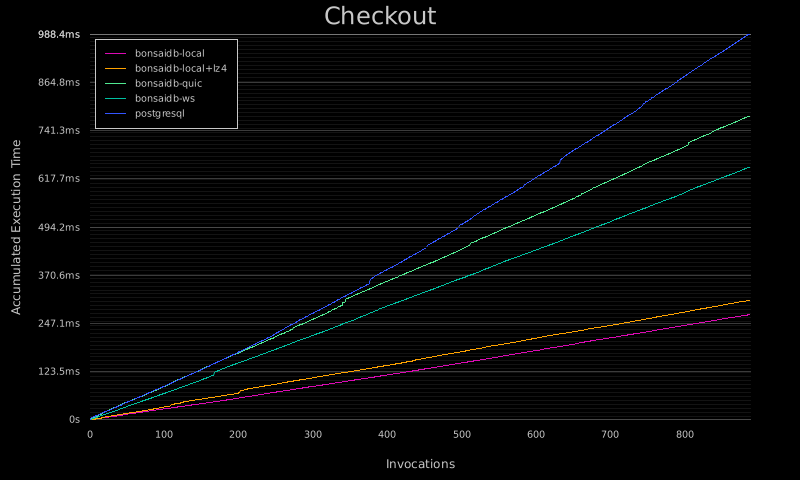 Checkout
988.4ms
864.8ms
741.3ms
617.7ms
494.2ms
370.6ms
247.1ms
123.5ms
0s
Accumulated Execution Time
bonsaidb-local
bonsaidb-local+lz4
bonsaidb-quic
bonsaidb-ws
postgresql
0 100 200 300 400 500 600 700 800
Invocations